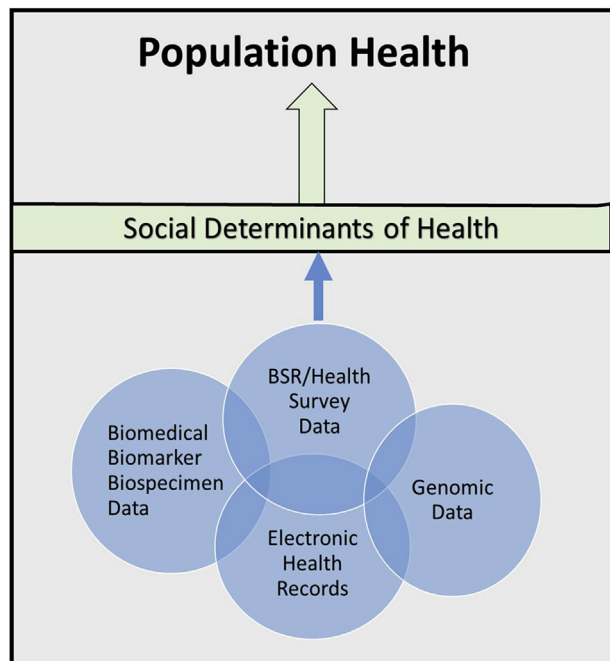 Population Health
Social Determinants of Health
BSR/Health
Survey
Data
Biomedical
Biomarker
Biospecimen
Data
Genomic
Data
Electronic
Health
Records